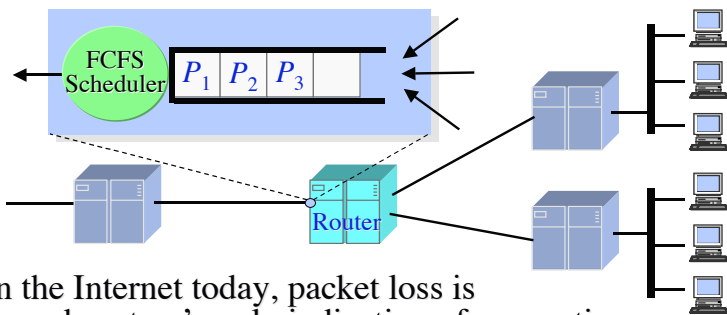 FCFS
Scheduler
P1 P2 P3
Router
n the Internet today, packet loss is